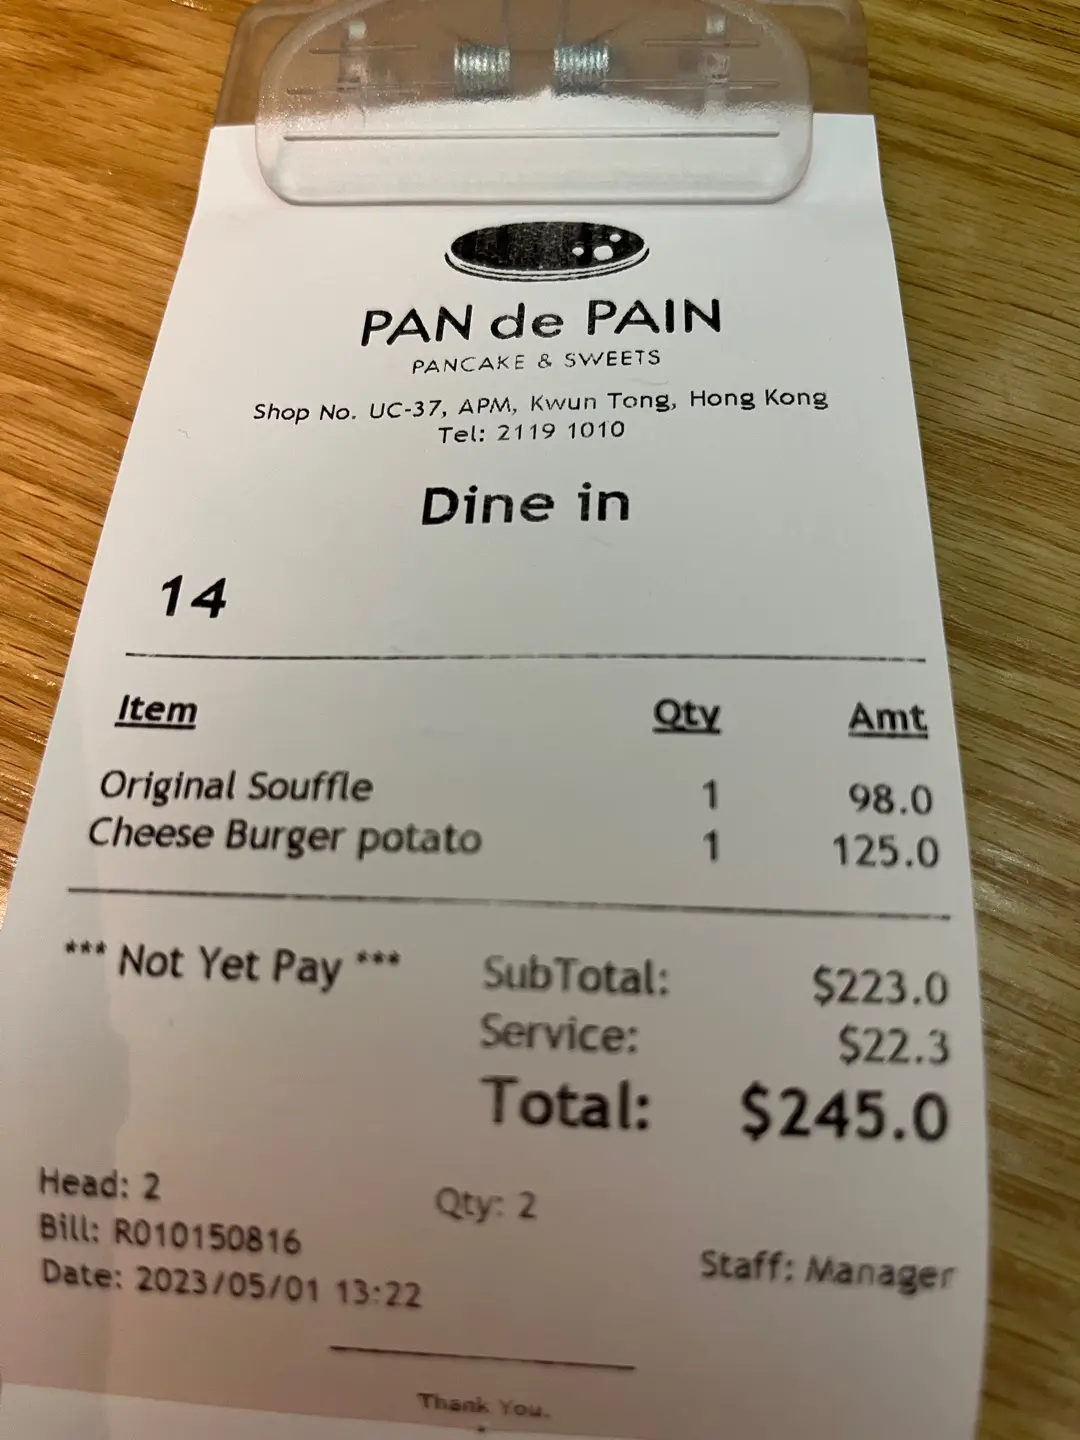 PAN de PAIN
PANCAKE & SWEETS
Shop No. UC-37, APM, Kwun Tong, Hong Kong
Tel: 2119 1010
Dine in
14
Item Qty Amt
Original Souffle 1 98.0
Cheese Burger potato 1 125.0
*** Not Yet Pay *** SubTotal: $223.0
Service: $22.3
Total: $245.0
Head: 2 Qty: 2
Bill: R010150816
Staff: Manager
Date: 2023/05/01 13:22
Thank You.